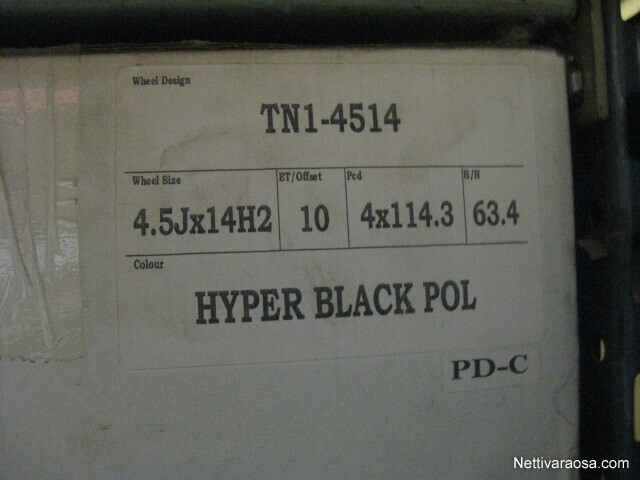 Wheel Design
TN1-4514
Wheel Size ET/Offset Pcd H/H
4.5Jx14H2 10 4x114.3 63.4
Colour
HYPER BLACK POL
PD-C
Nettivaraosa.com